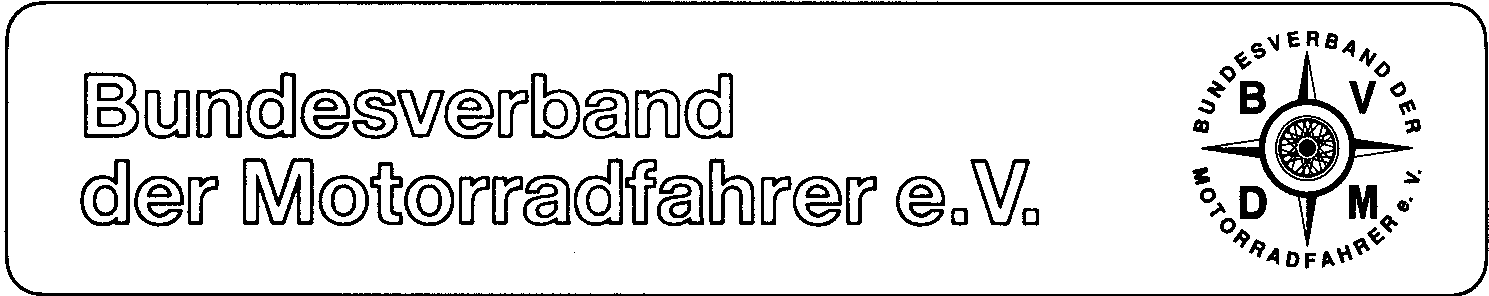 Bundesverband
der Motorradfahrer e.V.
BUNDESVERBAND DER
B V
D M
MOTORRADFAHRER e. V.